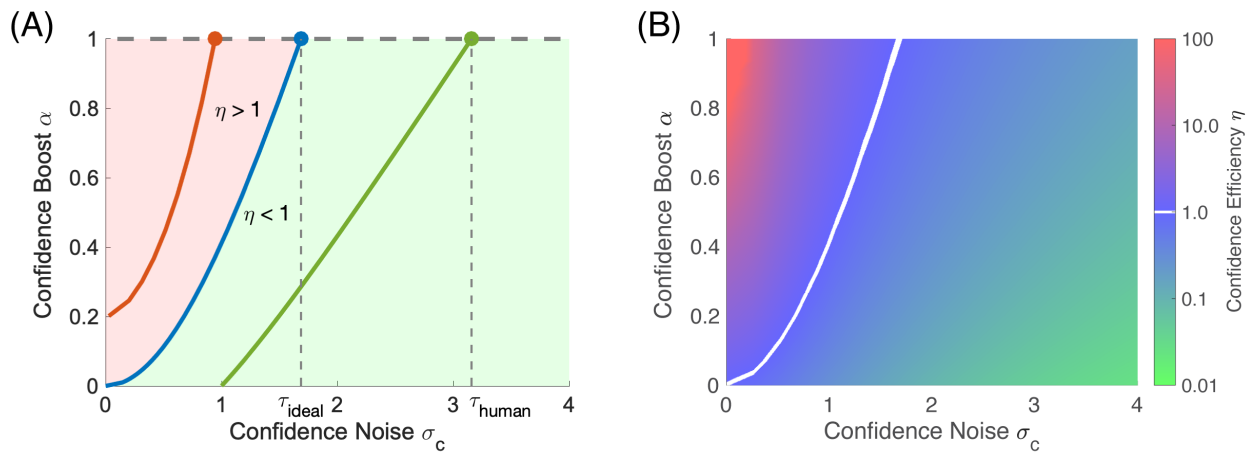 (A)
1
0.8
0.6
0.4
0.2
0
Confidence Boost α
η > 1
η < 1
0 1 τideal 2 3 τhuman 4
Confidence Noise σc
(B)
1
0.8
0.6
0.4
0.2
0
Confidence Boost α
0 1 2 3 4
Confidence Noise σc
100
10.0
1.0
0.1
0.01
Confidence Efficiency η